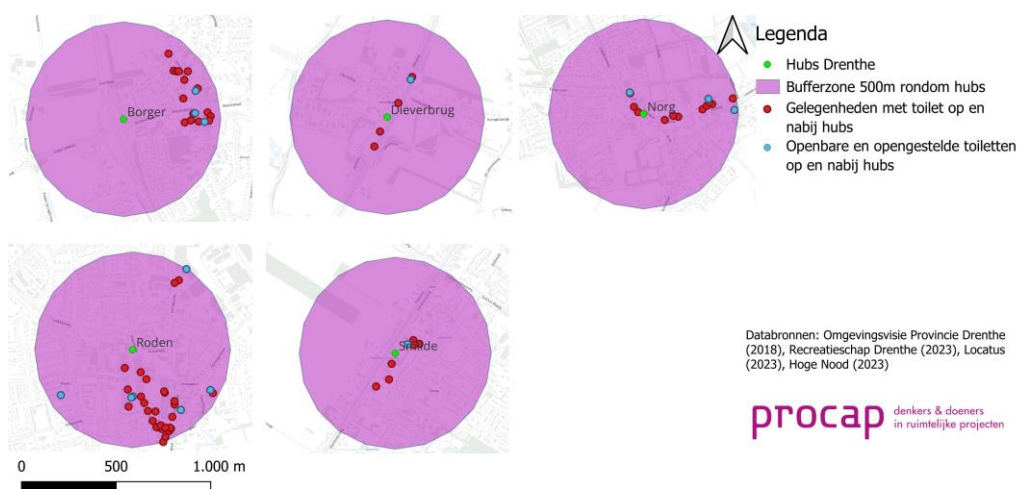 Borger
Dieverbrug
Norg
Legenda
Hubs Drenthe
Bufferzone 500m rondom hubs
Gelegenheden met toilet op en
nabij hubs
Openbare en opengestelde toiletten
op en nabij hubs
Roden
Smilde
Databronnen: Omgevingsvisie Provincie Drenthe
(2018), Recreatieschap Drenthe (2023), Locatus
(2023), Hoge Nood (2023)
procap denkers & doeners
in ruimtelijke projecten
0 500 1.000 m